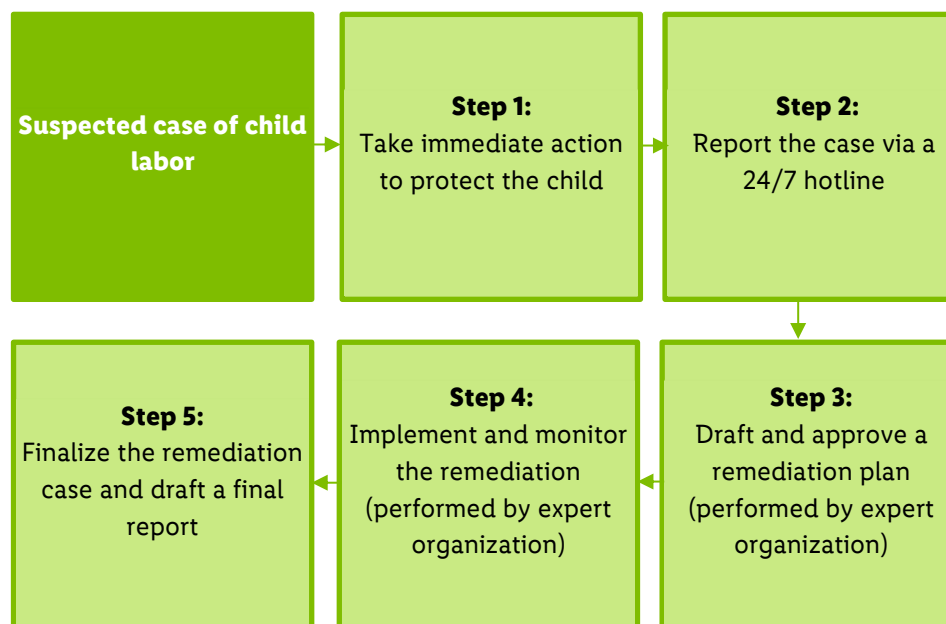 Suspected case of child
labor
Step 1:
Take immediate action
to protect the child
Step 2:
Report the case via a
24/7 hotline
Step 3:
Draft and approve a
remediation plan
(performed by expert
organization)
Step 4:
Implement and monitor
the remediation
(performed by expert
organization)
Step 5:
Finalize the remediation
case and draft a final
report